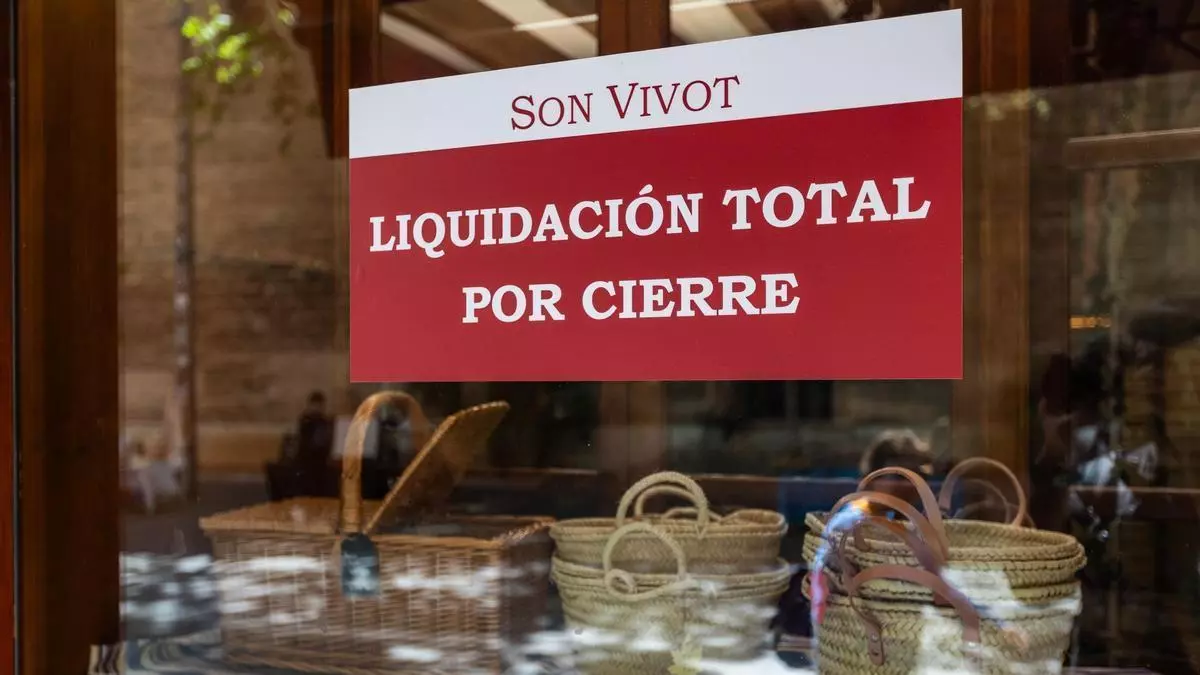 SON VIVOT
LIQUIDACIÓN TOTAL
POR CIERRE